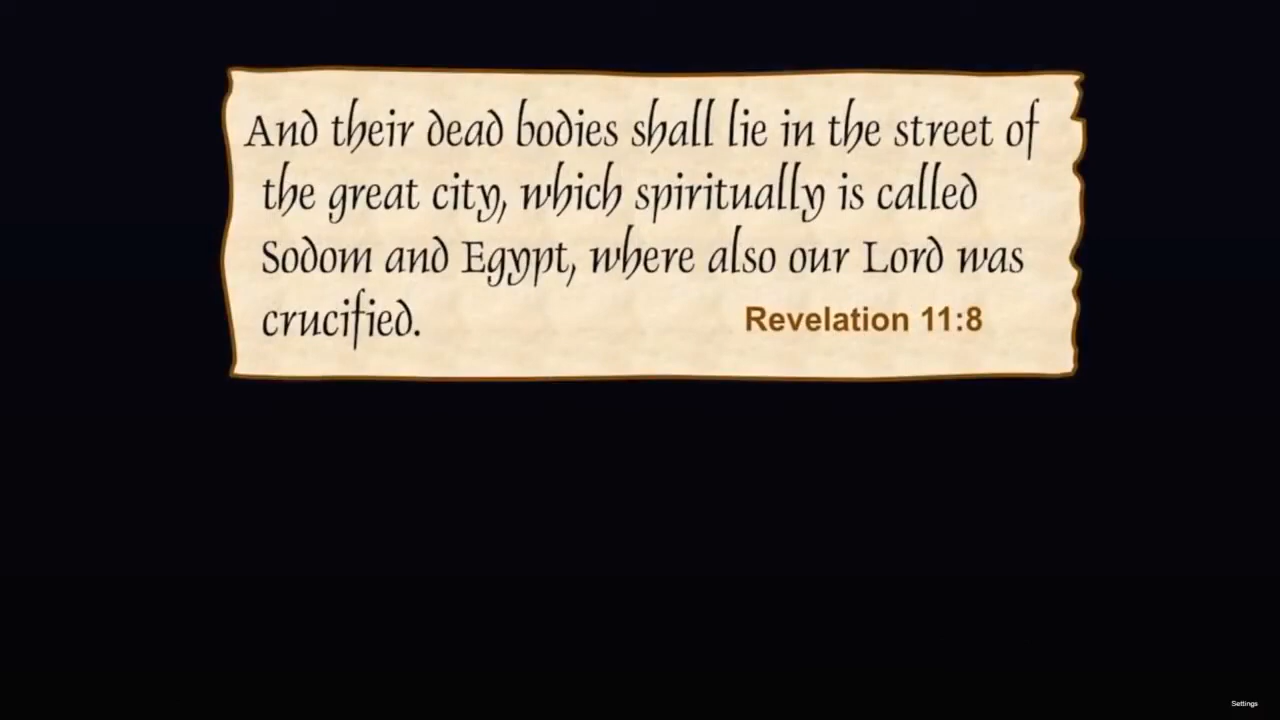 And their dead bodies shall lie in the street of
the great city, which spiritually is called
Sodom and Egypt, where also our Lord was
crucified.
Revelation 11:8
Settings